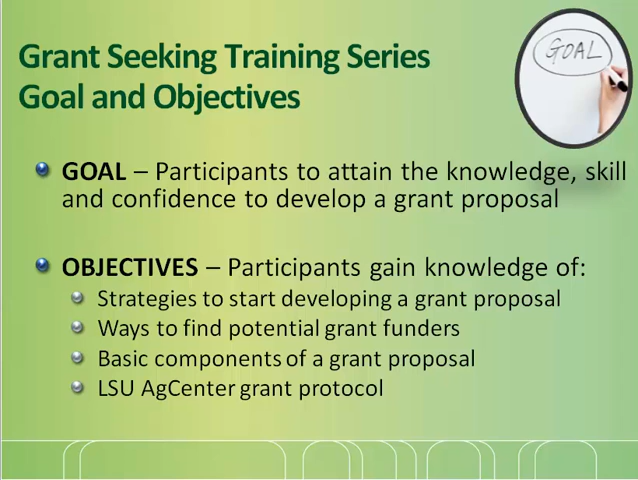 Grant Seeking Training Series
Goal and Objectives
GOAL
GOAL – Participants to attain the knowledge, skill
and confidence to develop a grant proposal
OBJECTIVES – Participants gain knowledge of:
Strategies to start developing a grant proposal
Ways to find potential grant funders
Basic components of a grant proposal
LSU AgCenter grant protocol